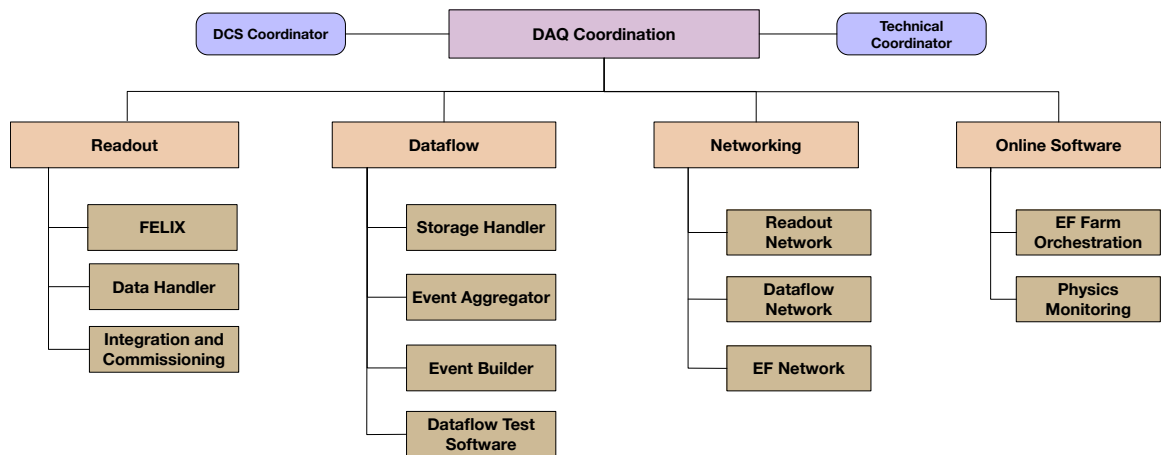 DCS Coordinator
DAQ Coordination
Technical
Coordinator
Readout
Dataflow
Networking
Online Software
FELIX
Data Handler
Integration and
Commissioning
Storage Handler
Event Aggregator
Event Builder
Dataflow Test
Software
Readout
Network
Dataflow
Network
EF Network
EF Farm
Orchestration
Physics
Monitoring